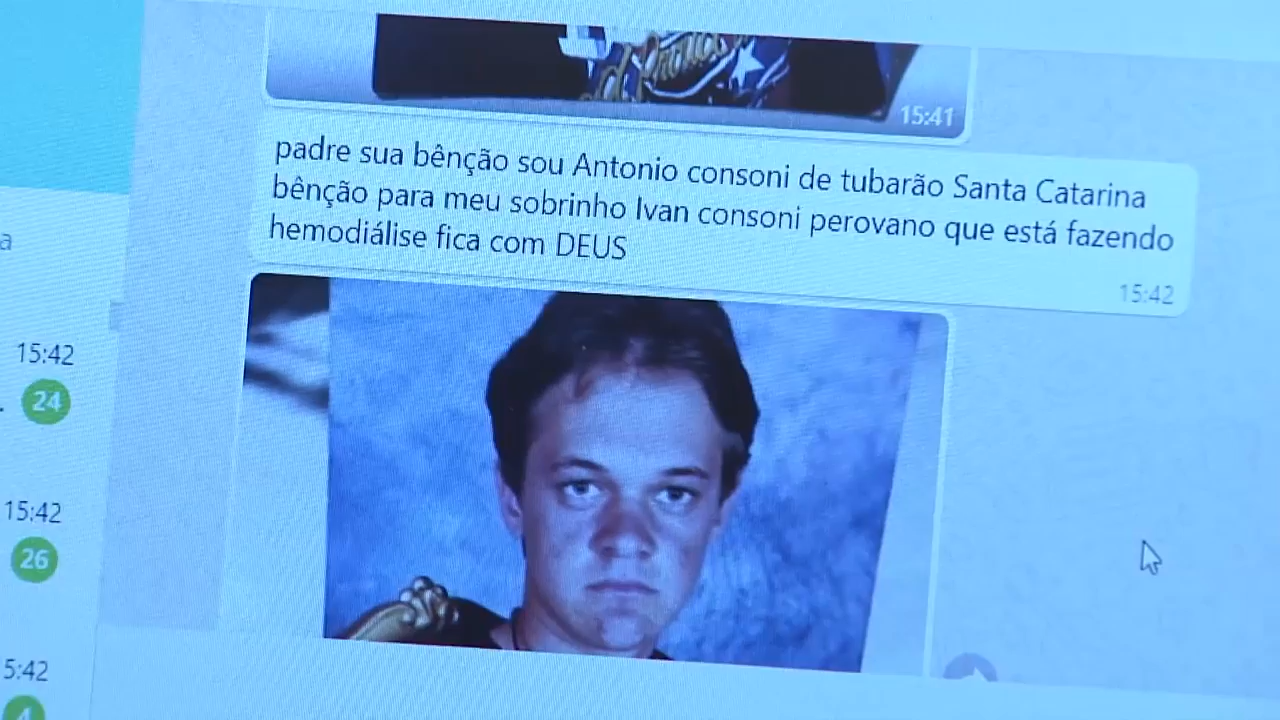 15:41
padre sua bênção sou Antonio consoni de tubarão Santa Catarina
bênção para meu sobrinho Ivan consoni perovano que está fazendo
hemodiálise fica com DEUS
15:42
a
15:42
24
15:42
26
5:42
4